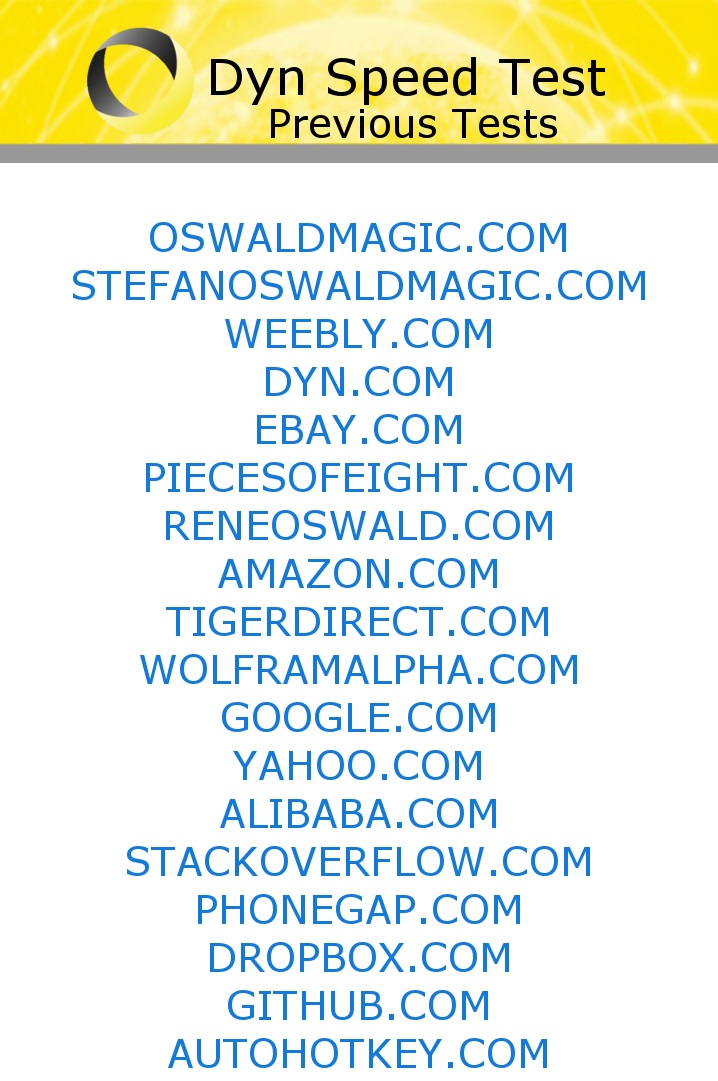 Dyn Speed Test
Previous Tests
OSWALDMAGIC.COM
STEFANOSWALDMAGIC.COM
WEEBLY.COM
DYN.COM
EBAY.COM
PIECESOFEIGHT.COM
RENEOSWALD.COM
AMAZON.COM
TIGERDIRECT.COM
WOLFRAMALPHA.COM
GOOGLE.COM
YAHOO.COM
ALIBABA.COM
STACKOVERFLOW.COM
PHONEGAP.COM
DROPBOX.COM
GITHUB.COM
AUTOHOTKEY.COM